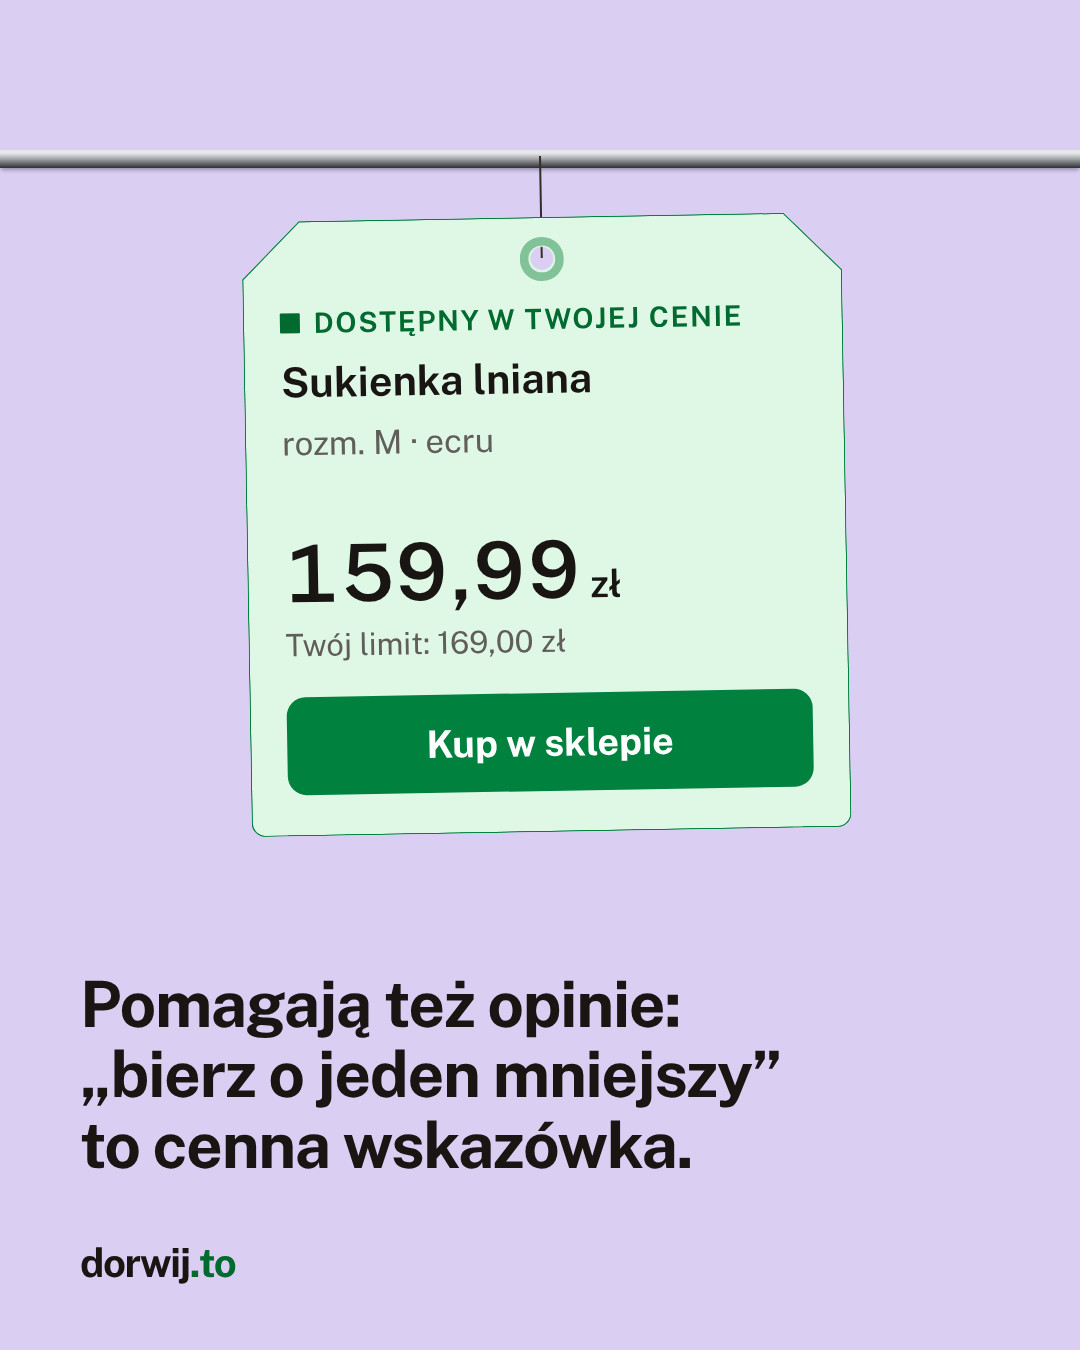 DOSTĘPNY W TWOJEJ CENIE
Sukienka lniana
rozm. M · ecru
159,99 zł
Twój limit: 169,00 zł
Kup w sklepie
Pomagają też opinie:
„bierz o jeden mniejszy”
to cenna wskazówka.
dorwij.to